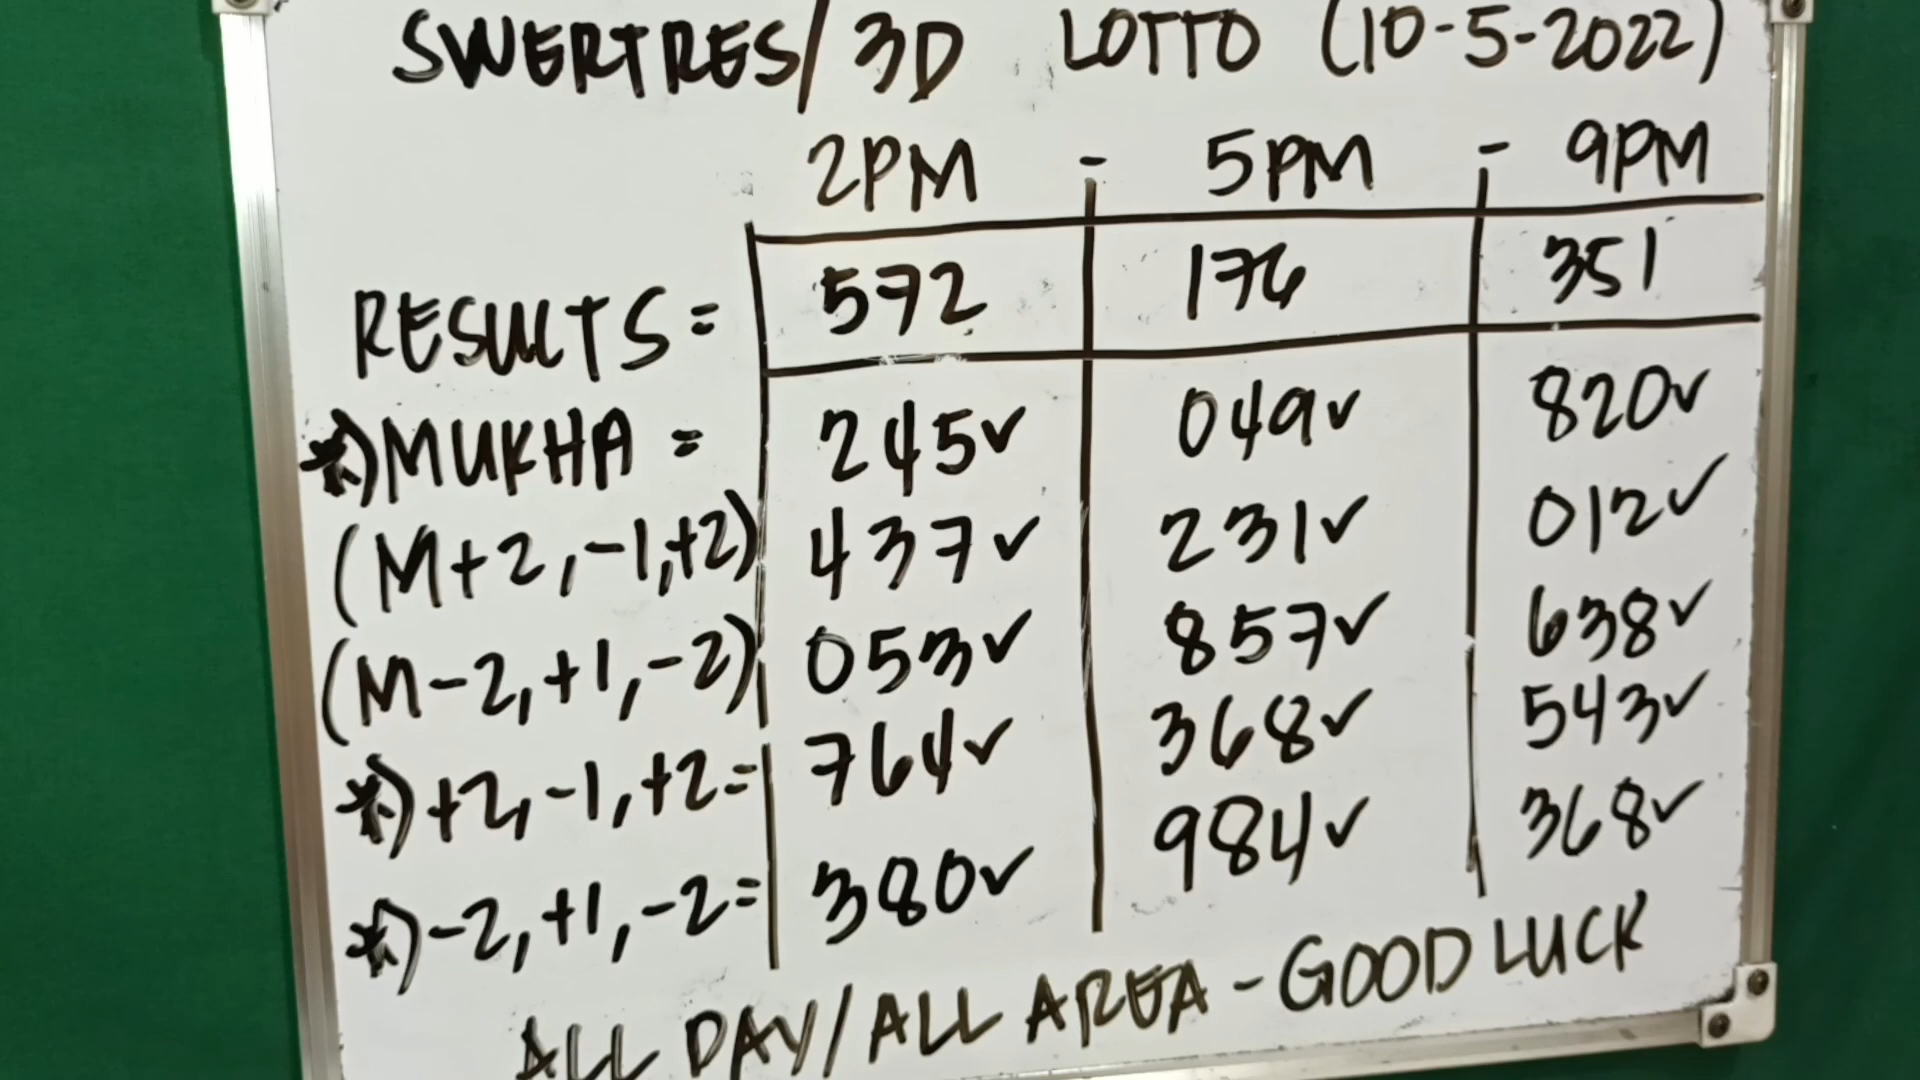 SWERTRES/ 3D LOTTO (10-5-2022)
2PM - 5PM - 9PM
RESULTS = 572 176 351
*) MUKHA = 245✓ 049✓ 820✓
(M+2,-1,+2) 437✓ 231✓ 012✓
(M-2,+1,-2) 053✓ 857✓ 638✓
*) +2,-1,+2= 764✓ 368✓ 543✓
*) -2,+1,-2= 380✓ 984✓ 368✓
ALL DAY/ALL AREA - GOOD LUCK